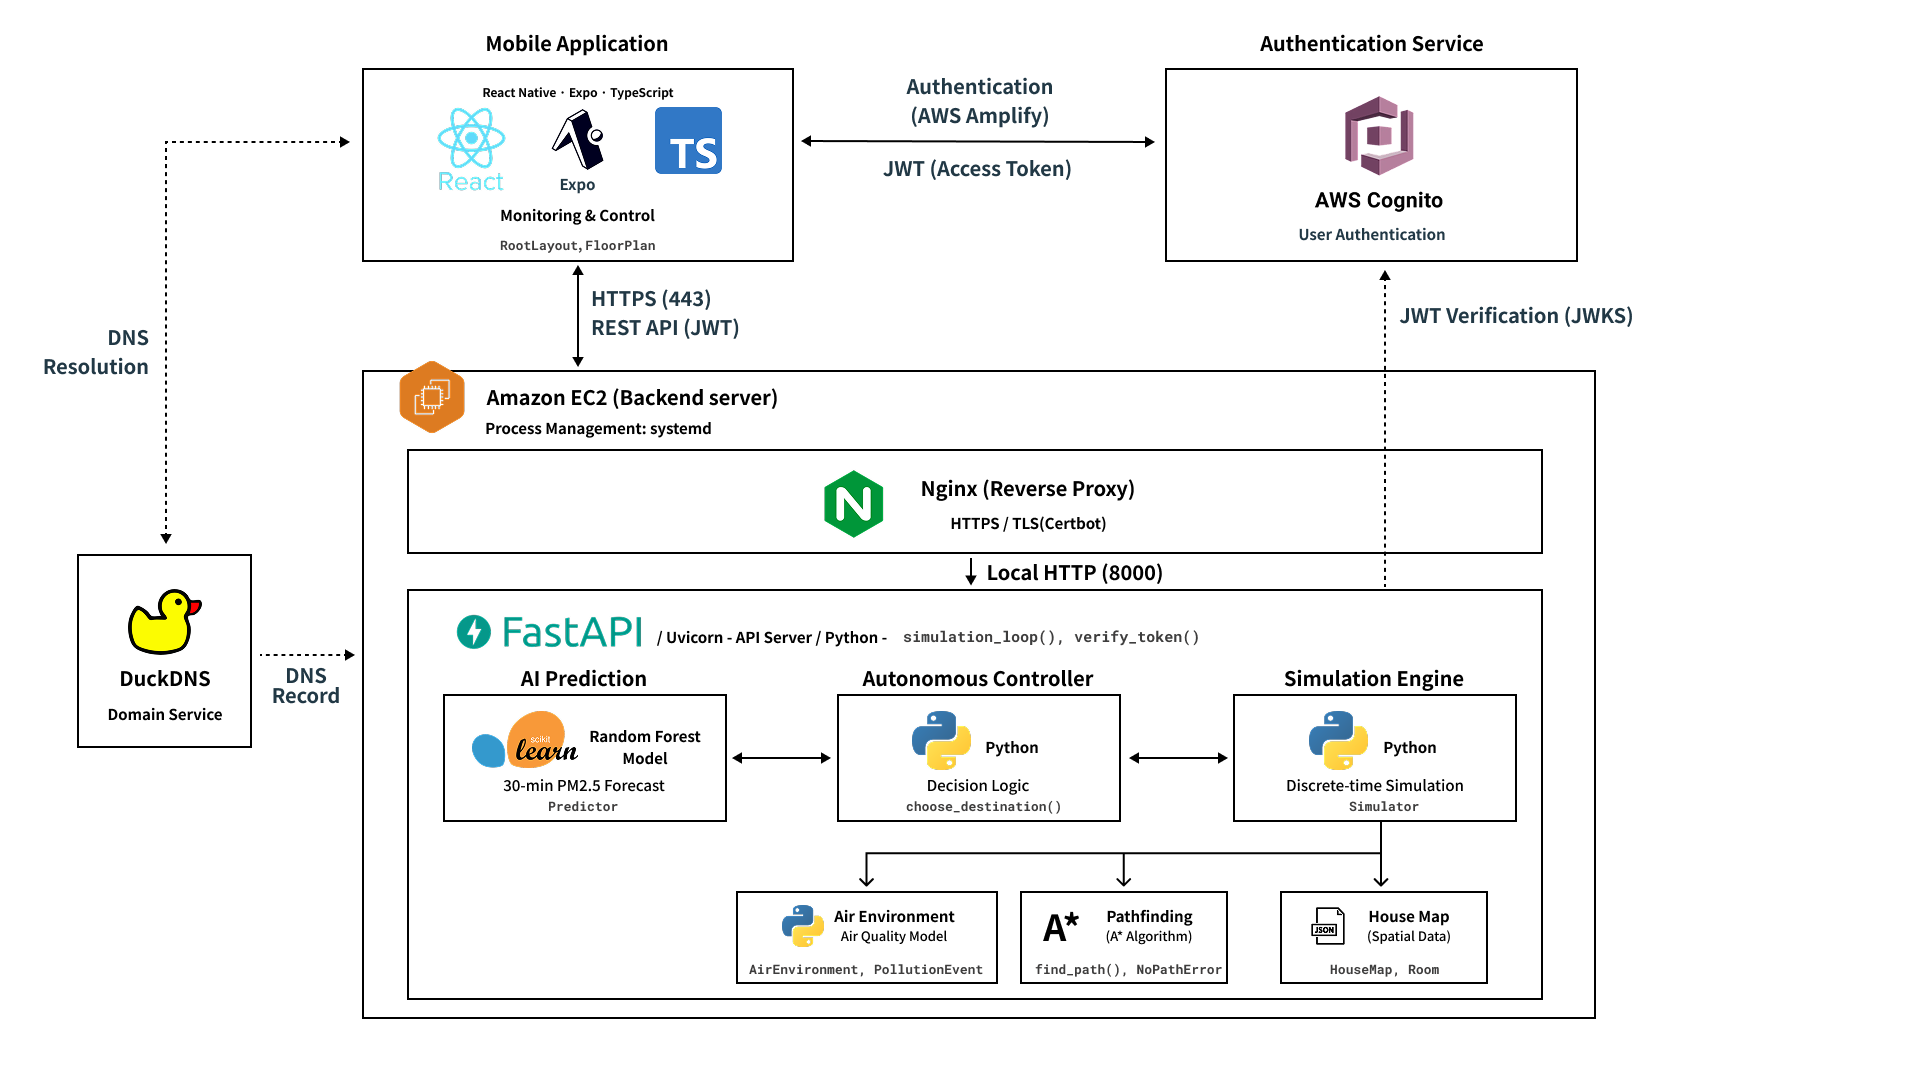 Mobile Application
React Native · Expo · TypeScript
React
Expo
TS
Monitoring & Control
RootLayout, FloorPlan
Authentication
(AWS Amplify)
JWT (Access Token)
Authentication Service
AWS Cognito
User Authentication
HTTPS (443)
REST API (JWT)
JWT Verification (JWKS)
DNS
Resolution
DuckDNS
Domain Service
DNS
Record
Amazon EC2 (Backend server)
Process Management: systemd
N
Nginx (Reverse Proxy)
HTTPS / TLS(Certbot)
Local HTTP (8000)
FastAPI / Uvicorn - API Server / Python - simulation_loop(), verify_token()
AI Prediction
scikit
learn
Random Forest
Model
30-min PM2.5 Forecast
Predictor
Autonomous Controller
Python
Decision Logic
choose_destination()
Simulation Engine
Python
Discrete-time Simulation
Simulator
Air Environment
Air Quality Model
AirEnvironment, PollutionEvent
A*
Pathfinding
(A* Algorithm)
find_path(), NoPathError
JSON
House Map
(Spatial Data)
HouseMap, Room